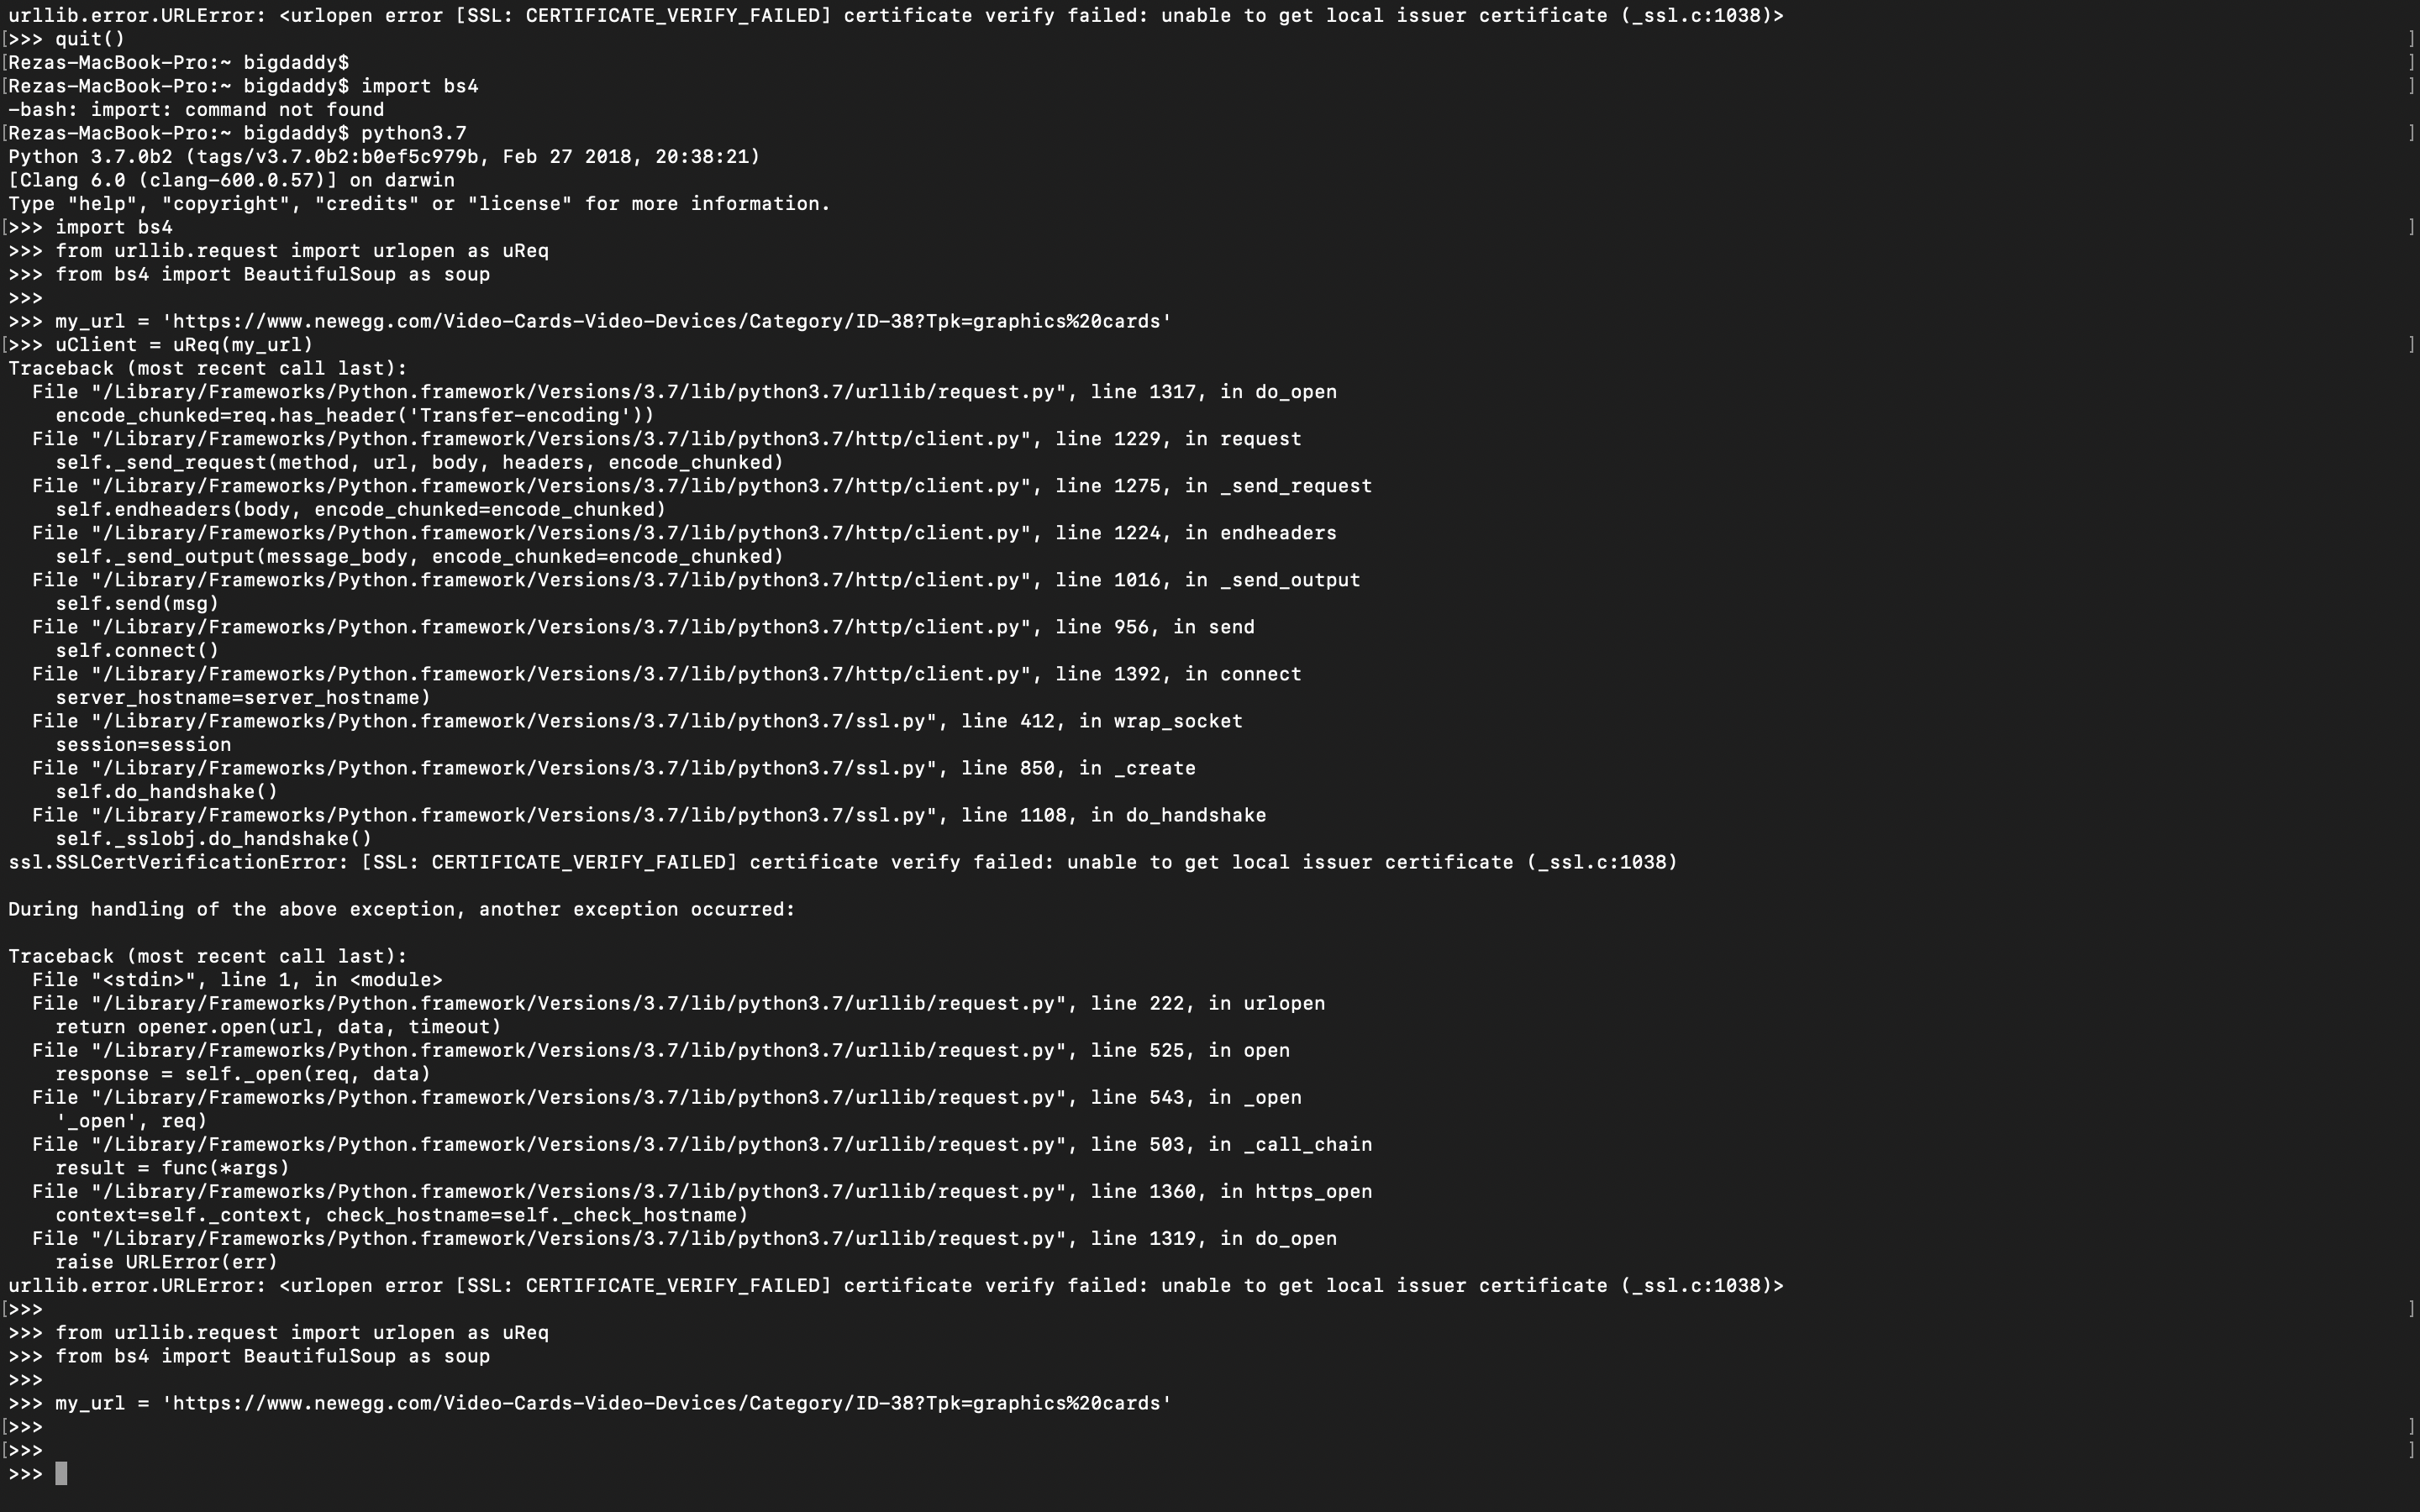 urllib.error.URLError: <urlopen error [SSL: CERTIFICATE_VERIFY_FAILED] certificate verify failed: unable to get local issuer certificate (_ssl.c:1038)>
[>>> quit() ]
[Rezas-MacBook-Pro:~ bigdaddy$ ]
[Rezas-MacBook-Pro:~ bigdaddy$ import bs4 ]
-bash: import: command not found
[Rezas-MacBook-Pro:~ bigdaddy$ python3.7 ]
Python 3.7.0b2 (tags/v3.7.0b2:b0ef5c979b, Feb 27 2018, 20:38:21)
[Clang 6.0 (clang-600.0.57)] on darwin
Type "help", "copyright", "credits" or "license" for more information.
[>>> import bs4 ]
>>> from urllib.request import urlopen as uReq
>>> from bs4 import BeautifulSoup as soup
>>>
>>> my_url = 'https://www.newegg.com/Video-Cards-Video-Devices/Category/ID-38?Tpk=graphics%20cards'
[>>> uClient = uReq(my_url) ]
Traceback (most recent call last):
  File "/Library/Frameworks/Python.framework/Versions/3.7/lib/python3.7/urllib/request.py", line 1317, in do_open
    encode_chunked=req.has_header('Transfer-encoding'))
  File "/Library/Frameworks/Python.framework/Versions/3.7/lib/python3.7/http/client.py", line 1229, in request
    self._send_request(method, url, body, headers, encode_chunked)
  File "/Library/Frameworks/Python.framework/Versions/3.7/lib/python3.7/http/client.py", line 1275, in _send_request
    self.endheaders(body, encode_chunked=encode_chunked)
  File "/Library/Frameworks/Python.framework/Versions/3.7/lib/python3.7/http/client.py", line 1224, in endheaders
    self._send_output(message_body, encode_chunked=encode_chunked)
  File "/Library/Frameworks/Python.framework/Versions/3.7/lib/python3.7/http/client.py", line 1016, in _send_output
    self.send(msg)
  File "/Library/Frameworks/Python.framework/Versions/3.7/lib/python3.7/http/client.py", line 956, in send
    self.connect()
  File "/Library/Frameworks/Python.framework/Versions/3.7/lib/python3.7/http/client.py", line 1392, in connect
    server_hostname=server_hostname)
  File "/Library/Frameworks/Python.framework/Versions/3.7/lib/python3.7/ssl.py", line 412, in wrap_socket
    session=session
  File "/Library/Frameworks/Python.framework/Versions/3.7/lib/python3.7/ssl.py", line 850, in _create
    self.do_handshake()
  File "/Library/Frameworks/Python.framework/Versions/3.7/lib/python3.7/ssl.py", line 1108, in do_handshake
    self._sslobj.do_handshake()
ssl.SSLCertVerificationError: [SSL: CERTIFICATE_VERIFY_FAILED] certificate verify failed: unable to get local issuer certificate (_ssl.c:1038)

During handling of the above exception, another exception occurred:

Traceback (most recent call last):
  File "<stdin>", line 1, in <module>
  File "/Library/Frameworks/Python.framework/Versions/3.7/lib/python3.7/urllib/request.py", line 222, in urlopen
    return opener.open(url, data, timeout)
  File "/Library/Frameworks/Python.framework/Versions/3.7/lib/python3.7/urllib/request.py", line 525, in open
    response = self._open(req, data)
  File "/Library/Frameworks/Python.framework/Versions/3.7/lib/python3.7/urllib/request.py", line 543, in _open
    '_open', req)
  File "/Library/Frameworks/Python.framework/Versions/3.7/lib/python3.7/urllib/request.py", line 503, in _call_chain
    result = func(*args)
  File "/Library/Frameworks/Python.framework/Versions/3.7/lib/python3.7/urllib/request.py", line 1360, in https_open
    context=self._context, check_hostname=self._check_hostname)
  File "/Library/Frameworks/Python.framework/Versions/3.7/lib/python3.7/urllib/request.py", line 1319, in do_open
    raise URLError(err)
urllib.error.URLError: <urlopen error [SSL: CERTIFICATE_VERIFY_FAILED] certificate verify failed: unable to get local issuer certificate (_ssl.c:1038)>
[>>> ]
>>> from urllib.request import urlopen as uReq
>>> from bs4 import BeautifulSoup as soup
>>>
>>> my_url = 'https://www.newegg.com/Video-Cards-Video-Devices/Category/ID-38?Tpk=graphics%20cards'
[>>> ]
[>>> ]
>>>